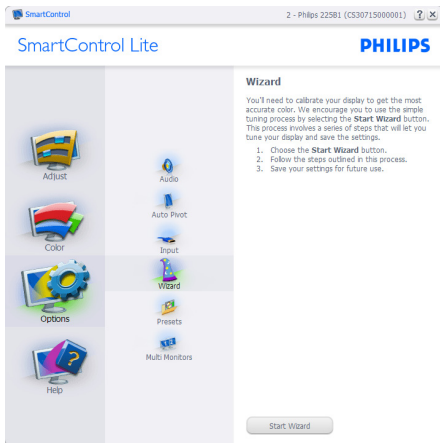 SmartControl
2 - Philips 225B1 (CS30715000001)
?
SmartControl Lite
PHILIPS
Adjust
Color
Options
Help
Audio
Auto Pivot
Input
Wizard
Presets
Multi Monitors
Wizard
You'll need to calibrate your display to get the most
accurate color. We encourage you to use the simple
tuning process by selecting the Start Wizard button.
This process involves a series of steps that will let you
tune your display and save the settings.
1. Choose the Start Wizard button.
2. Follow the steps outlined in this process.
3. Save your settings for future use.
Start Wizard